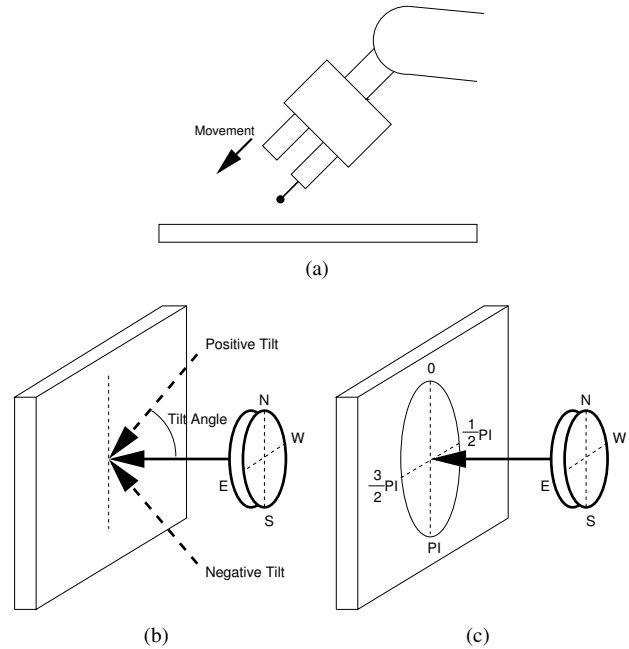 Movement
(a)
Positive Tilt
Tilt Angle
N
W
E
S
Negative Tilt
(b)
0
1/2 PI
3/2 PI
PI
N
W
E
S
(c)